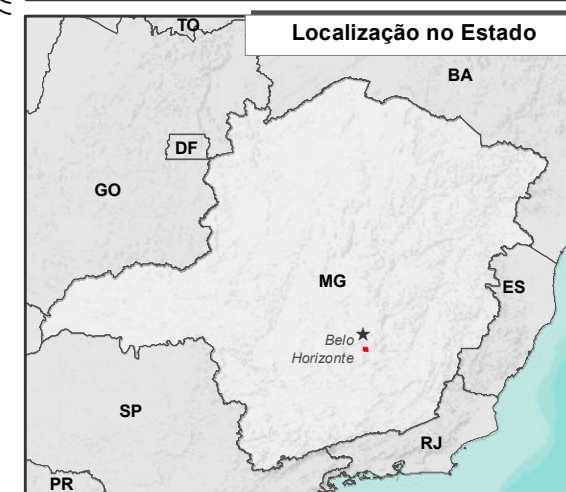 TO
Localização no Estado
BA
DF
GO
MG
ES
Belo
Horizonte
SP
RJ
PR